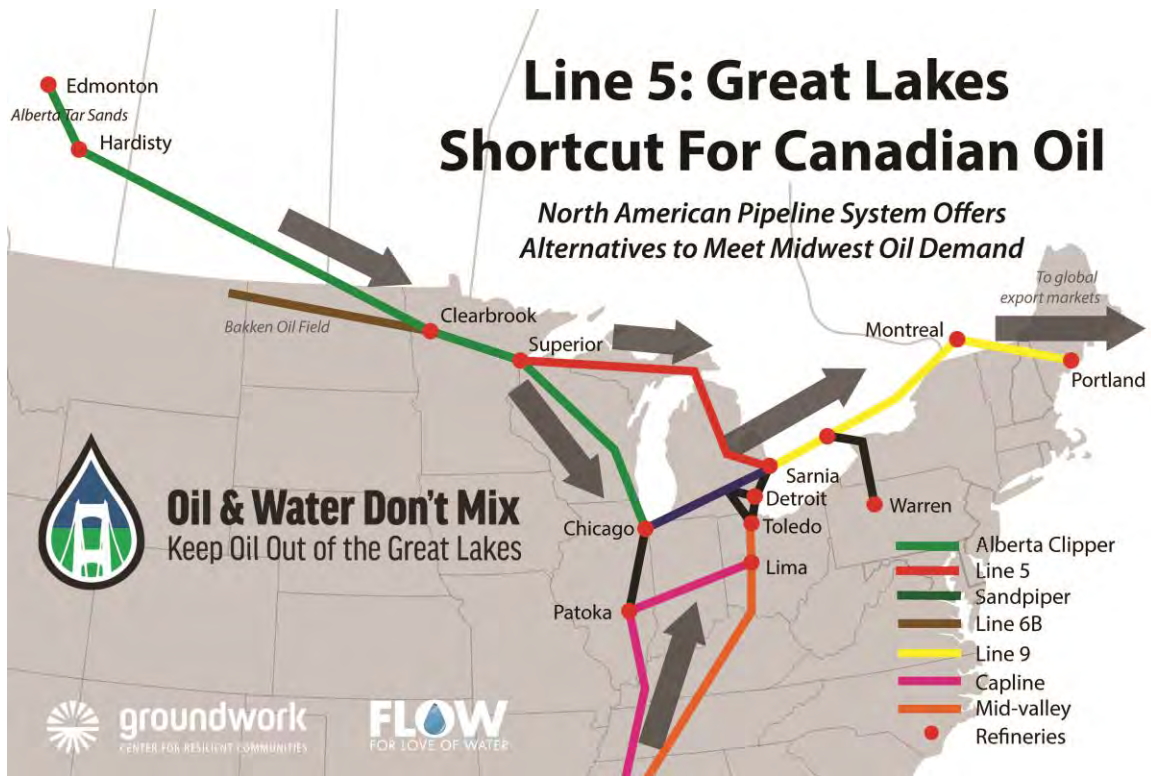 Line 5: Great Lakes
Shortcut For Canadian Oil
North American Pipeline System Offers
Alternatives to Meet Midwest Oil Demand
Edmonton
Alberta Tar Sands
Hardisty
Clearbrook
Bakken Oil Field
Superior
To global
export markets
Montreal
Portland
Sarnia
Detroit
Warren
Toledo
Chicago
Lima
Patoka
Oil & Water Don't Mix
Keep Oil Out of the Great Lakes
Alberta Clipper
Line 5
Sandpiper
Line 6B
Line 9
Capline
Mid-valley
Refineries
groundwork
CENTER FOR RESILIENT COMMUNITIES
FLOW
FOR LOVE OF WATER